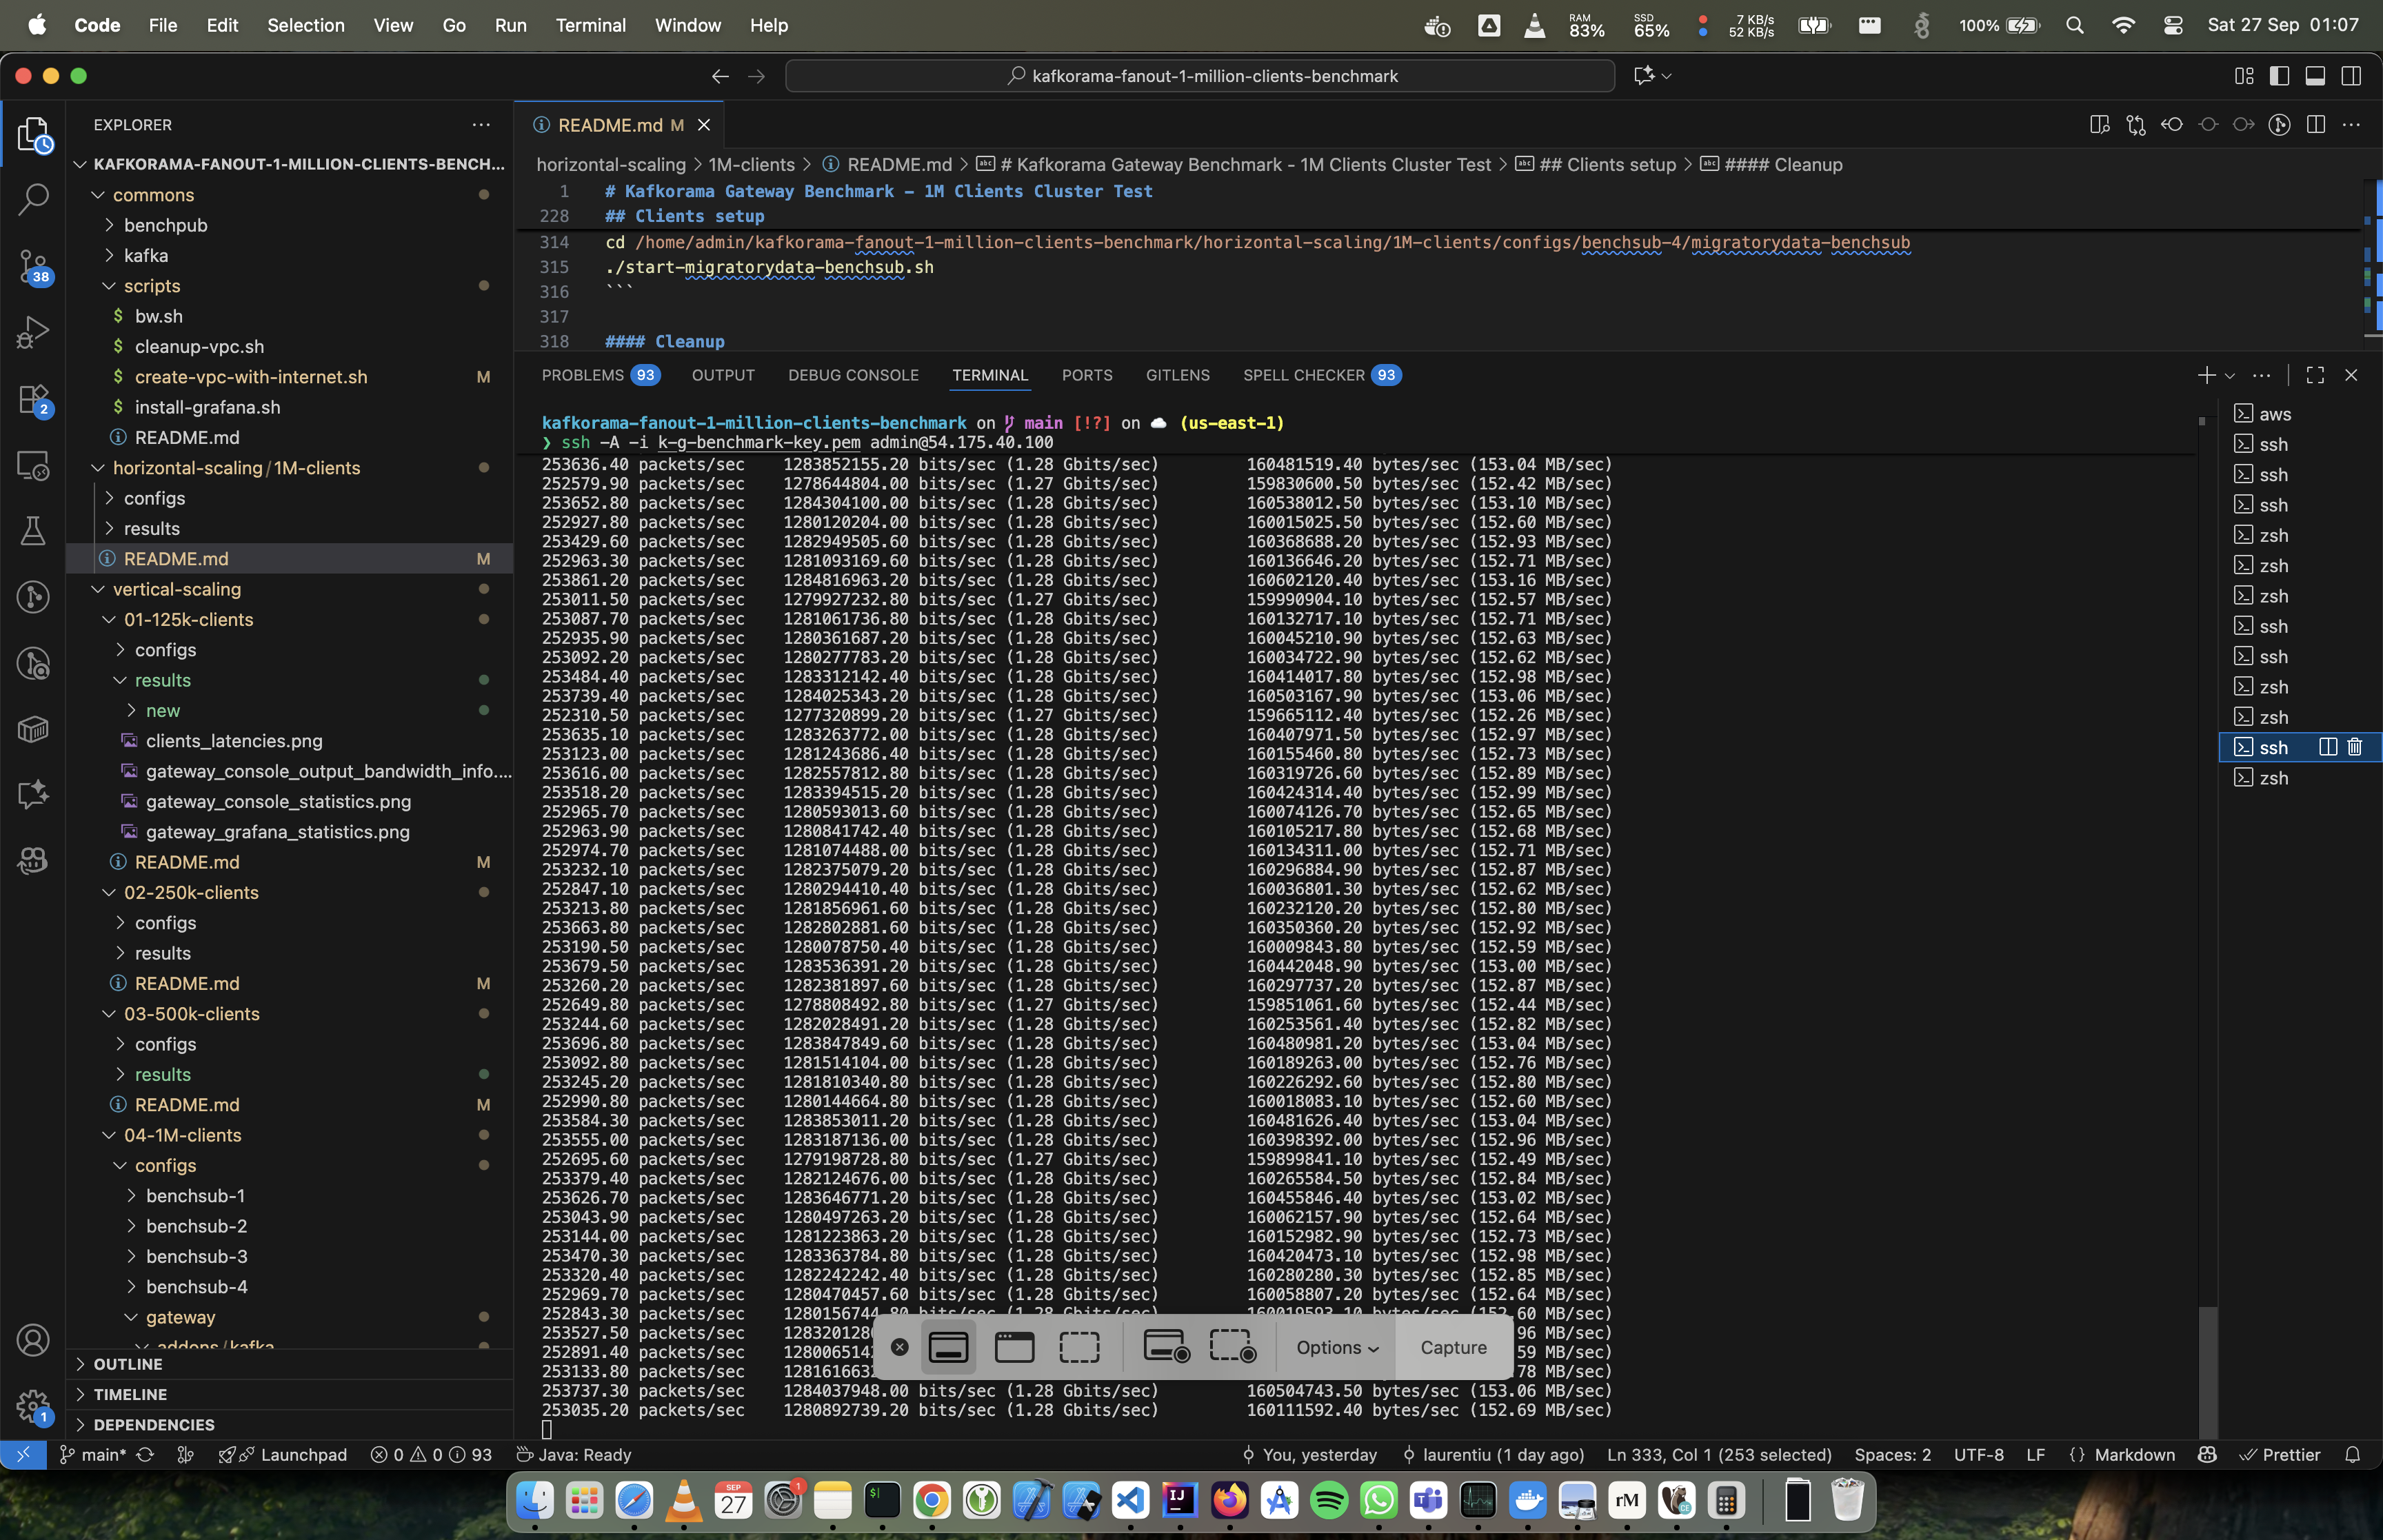 Code File Edit Selection View Go Run Terminal Window Help
RAM 83% SSD 65% 7 KB/s 52 KB/s 100% Sat 27 Sep 01:07
kafkorama-fanout-1-million-clients-benchmark
EXPLORER
KAFKORAMA-FANOUT-1-MILLION-CLIENTS-BENCH...
commons
benchpub
kafka
scripts
$ bw.sh
$ cleanup-vpc.sh
$ create-vpc-with-internet.sh M
$ install-grafana.sh
README.md
horizontal-scaling/1M-clients
configs
results
README.md M
vertical-scaling
01-125k-clients
configs
results
new
clients_latencies.png
gateway_console_output_bandwidth_info....
gateway_console_statistics.png
gateway_grafana_statistics.png
README.md M
02-250k-clients
configs
results
README.md M
03-500k-clients
configs
results
README.md M
04-1M-clients
configs
benchsub-1
benchsub-2
benchsub-3
benchsub-4
gateway
addons/kafka
OUTLINE
TIMELINE
DEPENDENCIES
38
2
1
README.md M
horizontal-scaling > 1M-clients > README.md > # Kafkorama Gateway Benchmark - 1M Clients Cluster Test > ## Clients setup > #### Cleanup
1 # Kafkorama Gateway Benchmark - 1M Clients Cluster Test
228 ## Clients setup
314 cd /home/admin/kafkorama-fanout-1-million-clients-benchmark/horizontal-scaling/1M-clients/configs/benchsub-4/migratorydata-benchsub
315 ./start-migratorydata-benchsub.sh
316 ```
317
318 #### Cleanup
PROBLEMS 93 OUTPUT DEBUG CONSOLE TERMINAL PORTS GITLENS SPELL CHECKER 93
kafkorama-fanout-1-million-clients-benchmark on main [!?] on (us-east-1)
❯ ssh -A -i k-g-benchmark-key.pem admin@54.175.40.100
253636.40 packets/sec 1283852155.20 bits/sec (1.28 Gbits/sec) 160481519.40 bytes/sec (153.04 MB/sec)
252579.90 packets/sec 1278644804.00 bits/sec (1.27 Gbits/sec) 159830600.50 bytes/sec (152.42 MB/sec)
253652.80 packets/sec 1284304100.00 bits/sec (1.28 Gbits/sec) 160538012.50 bytes/sec (153.10 MB/sec)
252927.80 packets/sec 1280120204.00 bits/sec (1.28 Gbits/sec) 160015025.50 bytes/sec (152.60 MB/sec)
253429.60 packets/sec 1282949505.60 bits/sec (1.28 Gbits/sec) 160368688.20 bytes/sec (152.93 MB/sec)
252963.30 packets/sec 1281093169.60 bits/sec (1.28 Gbits/sec) 160136646.20 bytes/sec (152.71 MB/sec)
253861.20 packets/sec 1284816963.20 bits/sec (1.28 Gbits/sec) 160602120.40 bytes/sec (153.16 MB/sec)
253011.50 packets/sec 1279927232.80 bits/sec (1.27 Gbits/sec) 159990904.10 bytes/sec (152.57 MB/sec)
253087.70 packets/sec 1281061736.80 bits/sec (1.28 Gbits/sec) 160132717.10 bytes/sec (152.71 MB/sec)
252935.90 packets/sec 1280361687.20 bits/sec (1.28 Gbits/sec) 160045210.90 bytes/sec (152.63 MB/sec)
253092.20 packets/sec 1280277783.20 bits/sec (1.28 Gbits/sec) 160034722.90 bytes/sec (152.62 MB/sec)
253484.40 packets/sec 1283312142.40 bits/sec (1.28 Gbits/sec) 160414017.80 bytes/sec (152.98 MB/sec)
253739.40 packets/sec 1284025343.20 bits/sec (1.28 Gbits/sec) 160503167.90 bytes/sec (153.06 MB/sec)
252310.50 packets/sec 1277320899.20 bits/sec (1.27 Gbits/sec) 159665112.40 bytes/sec (152.26 MB/sec)
253635.10 packets/sec 1283263772.00 bits/sec (1.28 Gbits/sec) 160407971.50 bytes/sec (152.97 MB/sec)
253123.00 packets/sec 1281243686.40 bits/sec (1.28 Gbits/sec) 160155460.80 bytes/sec (152.73 MB/sec)
253616.00 packets/sec 1282557812.80 bits/sec (1.28 Gbits/sec) 160319726.60 bytes/sec (152.89 MB/sec)
253518.20 packets/sec 1283394515.20 bits/sec (1.28 Gbits/sec) 160424314.40 bytes/sec (152.99 MB/sec)
252965.70 packets/sec 1280593013.60 bits/sec (1.28 Gbits/sec) 160074126.70 bytes/sec (152.65 MB/sec)
252963.90 packets/sec 1280841742.40 bits/sec (1.28 Gbits/sec) 160105217.80 bytes/sec (152.68 MB/sec)
252974.70 packets/sec 1281074488.00 bits/sec (1.28 Gbits/sec) 160134311.00 bytes/sec (152.71 MB/sec)
253232.10 packets/sec 1282375079.20 bits/sec (1.28 Gbits/sec) 160296884.90 bytes/sec (152.87 MB/sec)
252847.10 packets/sec 1280294410.40 bits/sec (1.28 Gbits/sec) 160036801.30 bytes/sec (152.62 MB/sec)
253213.80 packets/sec 1281856961.60 bits/sec (1.28 Gbits/sec) 160232120.20 bytes/sec (152.80 MB/sec)
253663.80 packets/sec 1282802881.60 bits/sec (1.28 Gbits/sec) 160350360.20 bytes/sec (152.92 MB/sec)
253190.50 packets/sec 1280078750.40 bits/sec (1.28 Gbits/sec) 160009843.80 bytes/sec (152.59 MB/sec)
253679.50 packets/sec 1283536391.20 bits/sec (1.28 Gbits/sec) 160442048.90 bytes/sec (153.00 MB/sec)
253260.20 packets/sec 1282381897.60 bits/sec (1.28 Gbits/sec) 160297737.20 bytes/sec (152.87 MB/sec)
252649.80 packets/sec 1278808492.80 bits/sec (1.27 Gbits/sec) 159851061.60 bytes/sec (152.44 MB/sec)
253244.60 packets/sec 1282028491.20 bits/sec (1.28 Gbits/sec) 160253561.40 bytes/sec (152.82 MB/sec)
253696.80 packets/sec 1283847849.60 bits/sec (1.28 Gbits/sec) 160480981.20 bytes/sec (153.04 MB/sec)
253092.80 packets/sec 1281514104.00 bits/sec (1.28 Gbits/sec) 160189263.00 bytes/sec (152.76 MB/sec)
253245.20 packets/sec 1281810340.80 bits/sec (1.28 Gbits/sec) 160226292.60 bytes/sec (152.80 MB/sec)
252990.80 packets/sec 1280144664.80 bits/sec (1.28 Gbits/sec) 160018083.10 bytes/sec (152.60 MB/sec)
253584.30 packets/sec 1283853011.20 bits/sec (1.28 Gbits/sec) 160481626.40 bytes/sec (153.04 MB/sec)
253555.00 packets/sec 1283187136.00 bits/sec (1.28 Gbits/sec) 160398392.00 bytes/sec (152.96 MB/sec)
252695.60 packets/sec 1279198728.80 bits/sec (1.27 Gbits/sec) 159899841.10 bytes/sec (152.49 MB/sec)
253379.40 packets/sec 1282124676.00 bits/sec (1.28 Gbits/sec) 160265584.50 bytes/sec (152.84 MB/sec)
253626.70 packets/sec 1283646771.20 bits/sec (1.28 Gbits/sec) 160455846.40 bytes/sec (153.02 MB/sec)
253043.90 packets/sec 1280497263.20 bits/sec (1.28 Gbits/sec) 160062157.90 bytes/sec (152.64 MB/sec)
253144.00 packets/sec 1281223863.20 bits/sec (1.28 Gbits/sec) 160152982.90 bytes/sec (152.73 MB/sec)
253470.30 packets/sec 1283363784.80 bits/sec (1.28 Gbits/sec) 160420473.10 bytes/sec (152.98 MB/sec)
253320.40 packets/sec 1282242242.40 bits/sec (1.28 Gbits/sec) 160280280.30 bytes/sec (152.85 MB/sec)
252969.70 packets/sec 1280470457.60 bits/sec (1.28 Gbits/sec) 160058807.20 bytes/sec (152.64 MB/sec)
252843.30 packets/sec 1280156744.80 bits/sec (1.28 Gbits/sec) 160019593.10 bytes/sec (152.60 MB/sec)
253527.50 packets/sec 128320128 96 MB/sec)
252891.40 packets/sec 128006514 59 MB/sec)
253133.80 packets/sec 128161663 .78 MB/sec)
253737.30 packets/sec 1284037948.00 bits/sec (1.28 Gbits/sec) 160504743.50 bytes/sec (153.06 MB/sec)
253035.20 packets/sec 1280892739.20 bits/sec (1.28 Gbits/sec) 160111592.40 bytes/sec (152.69 MB/sec)
Options Capture
aws
ssh
ssh
ssh
zsh
zsh
zsh
ssh
ssh
zsh
zsh
ssh
zsh
main* Launchpad 0 0 93 Java: Ready You, yesterday laurentiu (1 day ago) Ln 333, Col 1 (253 selected) Spaces: 2 UTF-8 LF {} Markdown Prettier
SEP 27
1
$
IJ
rM
CE